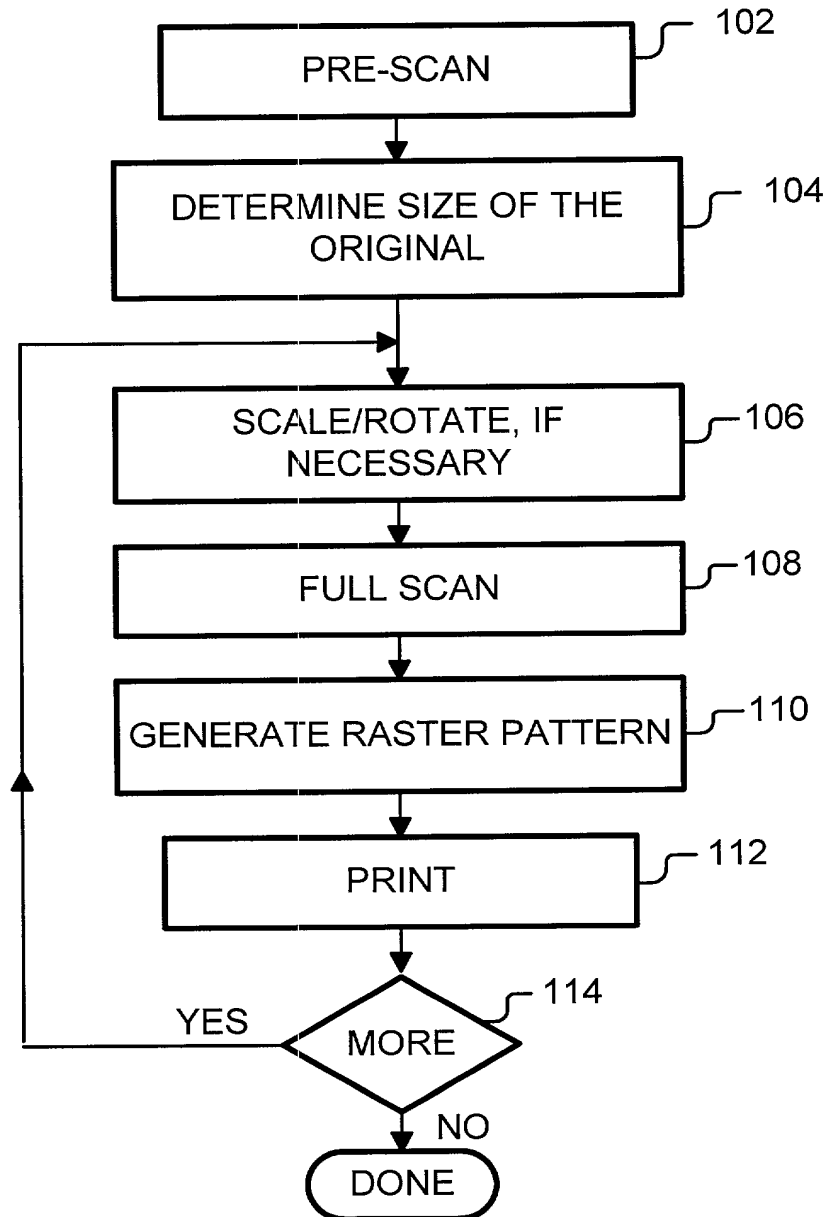 102
PRE-SCAN
104
DETERMINE SIZE OF THE
ORIGINAL
106
SCALE/ROTATE, IF
NECESSARY
108
FULL SCAN
110
GENERATE RASTER PATTERN
112
PRINT
114
YES
MORE
NO
DONE